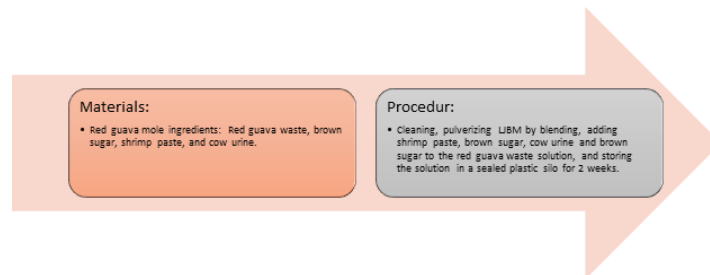 Materials:
• Red guava mole ingredients: Red guava waste, brown
sugar, shrimp paste, and cow urine.
Procedur:
• Cleaning, pulverizing LJBM by blending, adding
shrimp paste, brown sugar, cow urine and brown
sugar to the red guava waste solution, and storing
the solution in a sealed plastic silo for 2 weeks.